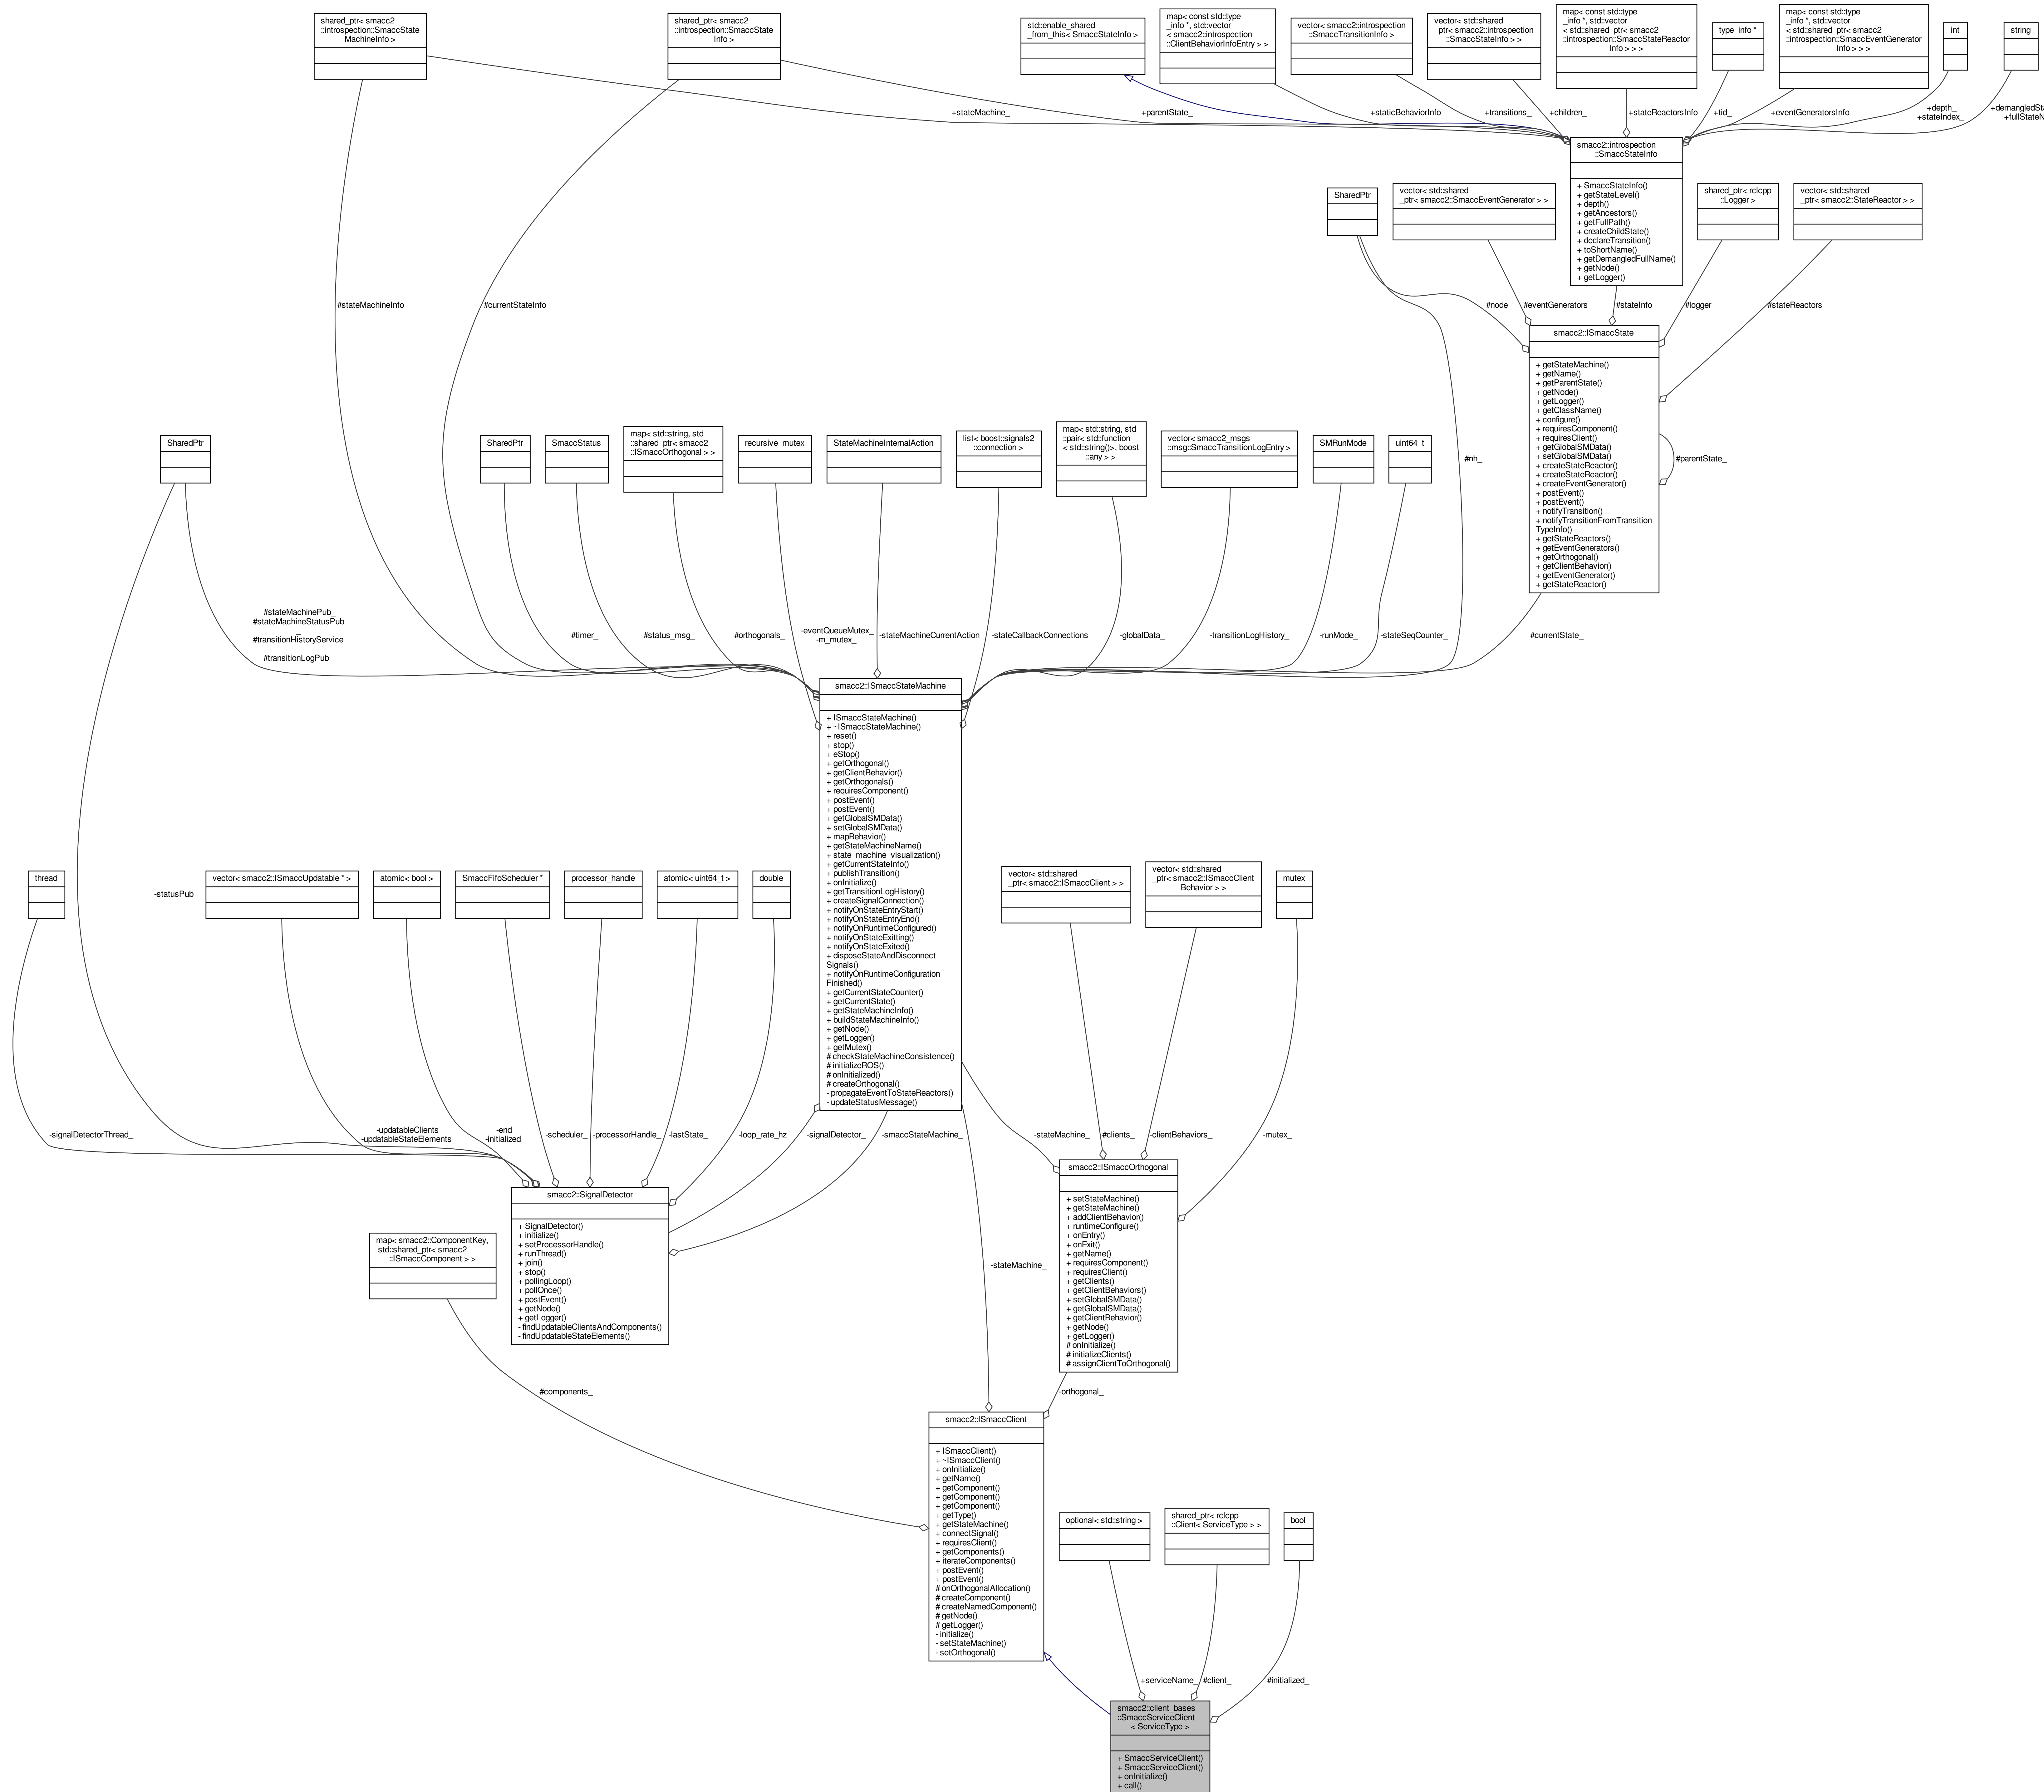 shared_ptr< smacc2
::introspection::SmaccState
MachineInfo >
shared_ptr< smacc2
::introspection::SmaccState
Info >
std::enable_shared
_from_this< SmaccStateInfo >
map< const std::type
_info *, std::vector
< smacc2::introspection
::ClientBehaviorInfoEntry > >
vector< smacc2::introspection
::SmaccTransitionInfo >
vector< std::shared
_ptr< smacc2::introspection
::SmaccStateInfo > >
map< const std::type
_info *, std::vector
< std::shared_ptr< smacc2
::introspection::SmaccStateReactor
Info > > >
type_info *
map< const std::type
_info *, std::vector
< std::shared_ptr< smacc2
::introspection::SmaccEventGenerator
Info > > >
int
string
+stateMachine_
+parentState_
+staticBehaviorInfo
+transitions_
+children_
+stateReactorsInfo
+tid_
+eventGeneratorsInfo
+depth_
+stateIndex_
+demangledSta
+fullStateN
smacc2::introspection
::SmaccStateInfo
+ SmaccStateInfo()
+ getStateLevel()
+ depth()
+ getAncestors()
+ getFullPath()
+ createChildState()
+ declareTransition()
+ toShortName()
+ getDemangledFullName()
+ getNode()
+ getLogger()
SharedPtr
vector< std::shared
_ptr< smacc2::SmaccEventGenerator > >
shared_ptr< rclcpp
::Logger >
vector< std::shared
_ptr< smacc2::StateReactor > >
#stateMachineInfo_
#currentStateInfo_
#node_
#eventGenerators_
#stateInfo_
#logger_
#stateReactors_
smacc2::ISmaccState
+ getStateMachine()
+ getName()
+ getParentState()
+ getNode()
+ getLogger()
+ getClassName()
+ configure()
+ requiresComponent()
+ requiresClient()
+ getGlobalSMData()
+ setGlobalSMData()
+ createStateReactor()
+ createStateReactor()
+ createEventGenerator()
+ postEvent()
+ postEvent()
+ notifyTransition()
+ notifyTransitionFromTransition
TypeInfo()
+ getStateReactors()
+ getEventGenerators()
+ getOrthogonal()
+ getClientBehavior()
+ getEventGenerator()
+ getStateReactor()
#parentState_
#nh_
SharedPtr
SharedPtr
SmaccStatus
map< std::string, std
::shared_ptr< smacc2
::ISmaccOrthogonal > >
recursive_mutex
StateMachineInternalAction
list< boost::signals2
::connection >
map< std::string, std
::pair< std::function
< std::string()>, boost
::any > >
vector< smacc2_msgs
::msg::SmaccTransitionLogEntry >
SMRunMode
uint64_t
#stateMachinePub_
#stateMachineStatusPub
_
#transitionHistoryService
_
#transitionLogPub_
#timer_
#status_msg_
#orthogonals_
-eventQueueMutex_
-m_mutex_
-stateMachineCurrentAction
-stateCallbackConnections
-globalData_
-transitionLogHistory_
-runMode_
-stateSeqCounter_
#currentState_
smacc2::ISmaccStateMachine
+ ISmaccStateMachine()
+ ~ISmaccStateMachine()
+ reset()
+ stop()
+ eStop()
+ getOrthogonal()
+ getClientBehavior()
+ getOrthogonals()
+ requiresComponent()
+ postEvent()
+ postEvent()
+ getGlobalSMData()
+ setGlobalSMData()
+ mapBehavior()
+ getStateMachineName()
+ state_machine_visualization()
+ getCurrentStateInfo()
+ publishTransition()
+ onInitialize()
+ getTransitionLogHistory()
+ createSignalConnection()
+ notifyOnStateEntryStart()
+ notifyOnStateEntryEnd()
+ notifyOnRuntimeConfigured()
+ notifyOnStateExitting()
+ notifyOnStateExited()
+ disposeStateAndDisconnect
Signals()
+ notifyOnRuntimeConfiguration
Finished()
+ getCurrentStateCounter()
+ getCurrentState()
+ getStateMachineInfo()
+ buildStateMachineInfo()
+ getNode()
+ getLogger()
+ getMutex()
# checkStateMachineConsistence()
# initializeROS()
# onInitialized()
# createOrthogonal()
- propagateEventToStateReactors()
- updateStatusMessage()
thread
-statusPub_
vector< smacc2::ISmaccUpdatable * >
atomic< bool >
SmaccFifoScheduler *
processor_handle
atomic< uint64_t >
double
vector< std::shared
_ptr< smacc2::ISmaccClient > >
vector< std::shared
_ptr< smacc2::ISmaccClient
Behavior > >
mutex
-signalDetectorThread_
-updatableClients_
-updatableStateElements_
-end_
-initialized_
-scheduler_
-processorHandle_
-lastState_
-loop_rate_hz
-signalDetector_
-smaccStateMachine_
-stateMachine_
#clients_
-clientBehaviors_
-mutex_
smacc2::SignalDetector
+ SignalDetector()
+ initialize()
+ setProcessorHandle()
+ runThread()
+ join()
+ stop()
+ pollingLoop()
+ pollOnce()
+ postEvent()
+ getNode()
+ getLogger()
- findUpdatableClientsAndComponents()
- findUpdatableStateElements()
smacc2::ISmaccOrthogonal
+ setStateMachine()
+ getStateMachine()
+ addClientBehavior()
+ runtimeConfigure()
+ onEntry()
+ onExit()
+ getName()
+ requiresComponent()
+ requiresClient()
+ getClients()
+ getClientBehaviors()
+ setGlobalSMData()
+ getGlobalSMData()
+ getClientBehavior()
+ getNode()
+ getLogger()
# onInitialize()
# initializeClients()
# assignClientToOrthogonal()
map< smacc2::ComponentKey,
std::shared_ptr< smacc2
::ISmaccComponent > >
-stateMachine_
#components_
-orthogonal_
smacc2::ISmaccClient
+ ISmaccClient()
+ ~ISmaccClient()
+ onInitialize()
+ getName()
+ getComponent()
+ getComponent()
+ getComponent()
+ getType()
+ getStateMachine()
+ connectSignal()
+ requiresClient()
+ getComponents()
+ iterateComponents()
+ postEvent()
+ postEvent()
# onOrthogonalAllocation()
# createComponent()
# createNamedComponent()
# getNode()
# getLogger()
- initialize()
- setStateMachine()
- setOrthogonal()
optional< std::string >
shared_ptr< rclcpp
::Client< ServiceType > >
bool
+serviceName_
#client_
#initialized_
smacc2::client_bases
::SmaccServiceClient
< ServiceType >
+ SmaccServiceClient()
+ SmaccServiceClient()
+ onInitialize()
+ call()